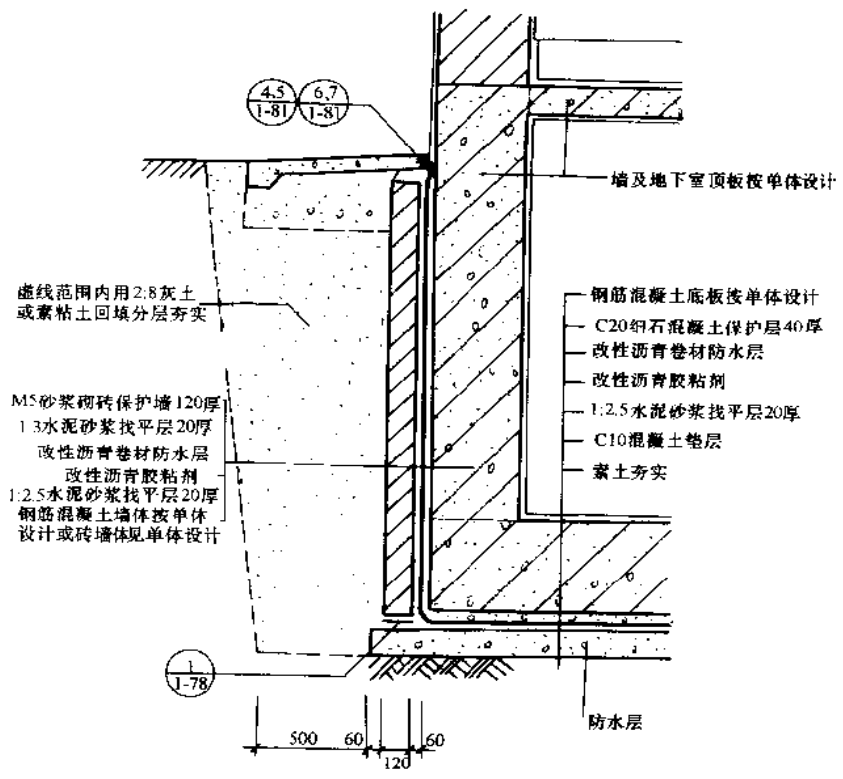 4,5
1-81
6,7
1-81
墙及地下室顶板按单体设计
虚线范围内用2:8灰土
或素粘土回填分层夯实
钢筋混凝土底板按单体设计
C20细石混凝土保护层40厚
改性沥青卷材防水层
改性沥青胶粘剂
1:2.5水泥砂浆找平层20厚
C10混凝土垫层
素土夯实
M5砂浆砌砖保护墙120厚
1:3水泥砂浆找平层20厚
改性沥青卷材防水层
改性沥青胶粘剂
1:2.5水泥砂浆找平层20厚
钢筋混凝土墙体按单体
设计或砖墙体见单体设计
1
1-78
防水层
500
60
120
60